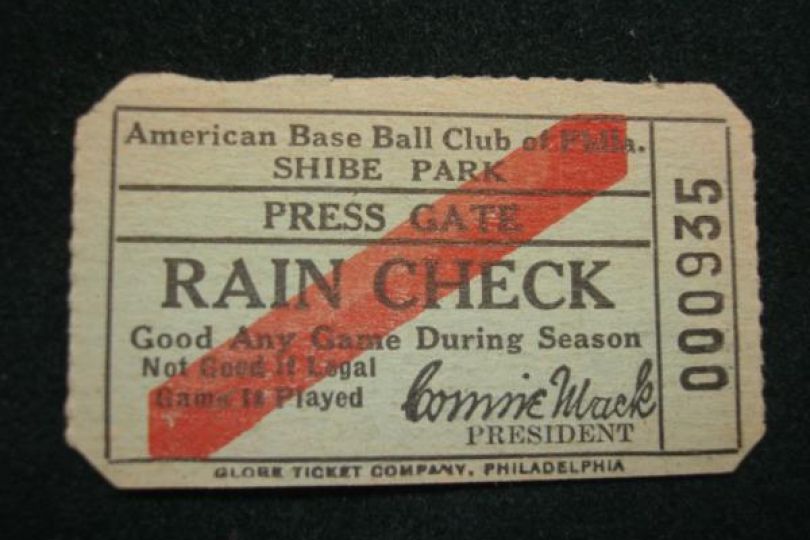 American Base Ball Club of Phila.
SHIBE PARK
PRESS GATE
RAIN CHECK
Good Any Game During Season
Not Good if Legal
Game Is Played
Connie Mack
PRESIDENT
GLOBE TICKET COMPANY, PHILADELPHIA
000935